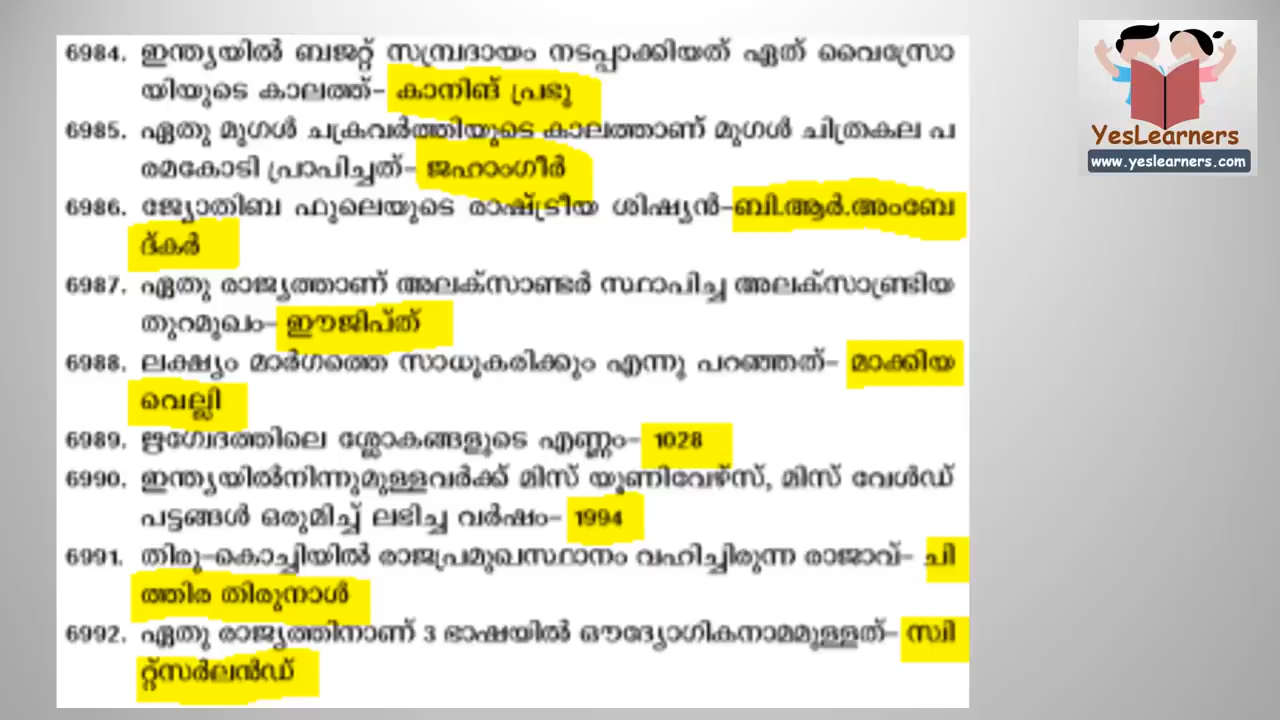 6984. ഇന്ത്യയിൽ ബജറ്റ് സമ്പ്രദായം നടപ്പാക്കിയത് ഏത് വൈസ്രോ
യിയുടെ കാലത്ത്- കാനിങ് പ്രഭു
6985. ഏതു മുഗൾ ചക്രവർത്തിയുടെ കാലത്താണ് മുഗൾ ചിത്രകല പ
രമകോടി പ്രാപിച്ചത്- ജഹാംഗീർ
6986. ജ്യോതിബ ഫുലെയുടെ രാഷ്ട്രീയ ശിഷ്യൻ-ബി.ആർ.അംബേ
ദ്കർ
6987. ഏതു രാജ്യത്താണ് അലക്സാണ്ടർ സ്ഥാപിച്ച അലക്സാണ്ട്രിയ
തുറമുഖം- ഈജിപ്ത്
6988. ലക്ഷ്യം മാർഗത്തെ സാധൂകരിക്കും എന്നു പറഞ്ഞത്- മാക്കിയ
വെല്ലി
6989. ഋഗ്വേദത്തിലെ ശ്ലോകങ്ങളുടെ എണ്ണം- 1028
6990. ഇന്ത്യയിൽനിന്നുമുള്ളവർക്ക് മിസ് യൂണിവേഴ്സ്, മിസ് വേൾഡ്
പട്ടങ്ങൾ ഒരുമിച്ച് ലഭിച്ച വർഷം- 1994
6991. തിരു-കൊച്ചിയിൽ രാജപ്രമുഖസ്ഥാനം വഹിച്ചിരുന്ന രാജാവ്- ചി
ത്തിര തിരുനാൾ
6992. ഏതു രാജ്യത്തിനാണ് 3 ഭാഷയിൽ ഔദ്യോഗികനാമമുള്ളത്- സ്വി
റ്റ്സർലൻഡ്
YesLearners
www.yeslearners.com